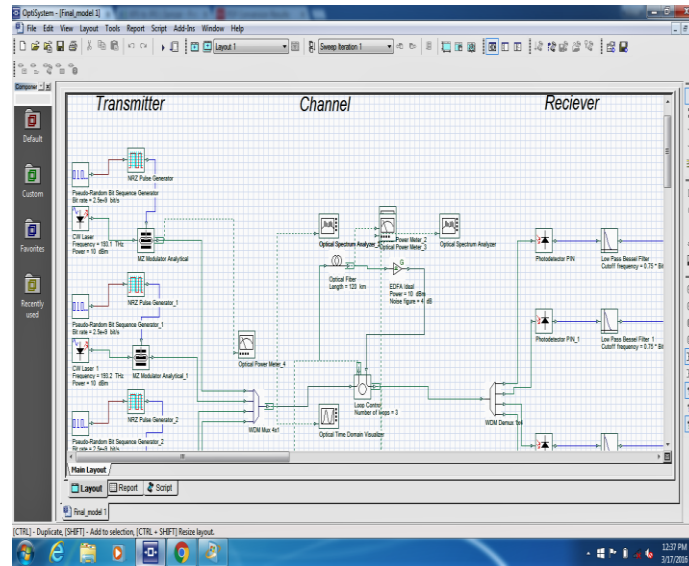 OptiSystem - [Final_model 1]
File Edit View Layout Tools Report Script Add-Ins Window Help
Layout 1
Sweep Iteration 1
Default
Custom
Favorites
Recently
used
Transmitter
Channel
Reciever
NRZ Pulse Generator
Pseudo-Random Bit Sequence Generator
Bit rate = 2.5e+9 bit/s
CW Laser
Frequency = 193.1 THz
Power = 10 dBm
MZ Modulator Analytical
NRZ Pulse Generator_1
Pseudo-Random Bit Sequence Generator_1
Bit rate = 2.5e+9 bit/s
CW Laser 1
Frequency = 193.2 THz
Power = 10 dBm
MZ Modulator Analytical_1
NRZ Pulse Generator_2
Pseudo-Random Bit Sequence Generator_2
Optical Power Meter_4
WDM Mux 4x1
Optical Spectrum Analyzer
Power Meter_2
Optical Power Meter_3
Optical Spectrum Analyzer
Optical Fiber
Length = 120 km
EDFA Ideal
Power = 10 dBm
Noise figure = 4 dB
Loop Control
Number of loops = 3
Optical Time Domain Visualizer
Photodetector PIN
Low Pass Bessel Filter
Cutoff frequency = 0.75 * Bit
Photodetector PIN_1
Low Pass Bessel Filter 1
Cutoff frequency = 0.75 * Bit
WDM Demux 1x4
Main Layout
Layout Report Script
Final_model 1
[CTRL] - Duplicate, [SHIFT] - Add to selection, [CTRL + SHIFT] Resize layout.
12:37 PM
3/17/2016